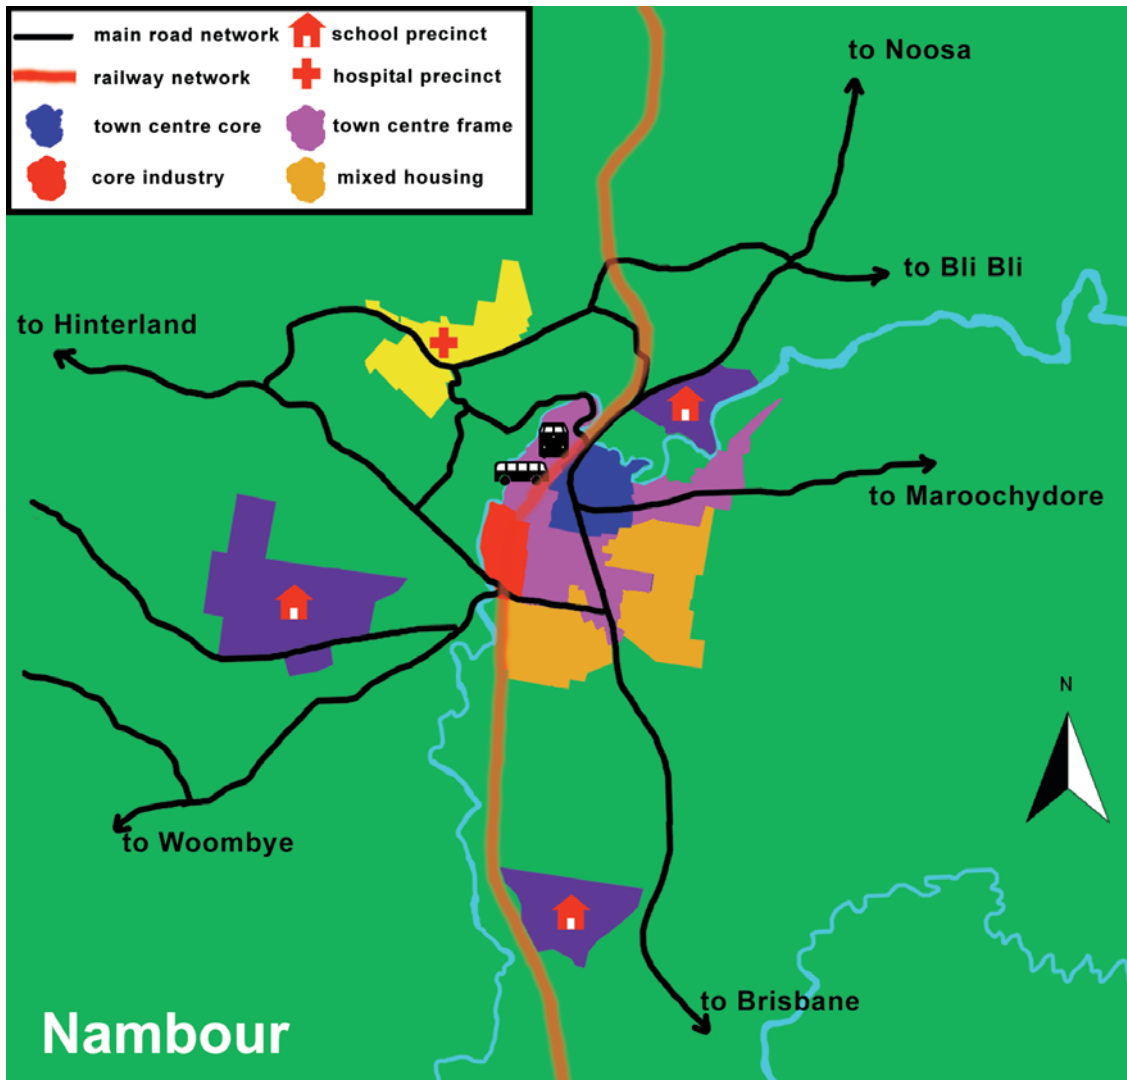 main road network
school precinct
railway network
hospital precinct
town centre core
town centre frame
core industry
mixed housing
to Noosa
to Bli Bli
to Hinterland
to Maroochydore
N
to Woombye
to Brisbane
Nambour